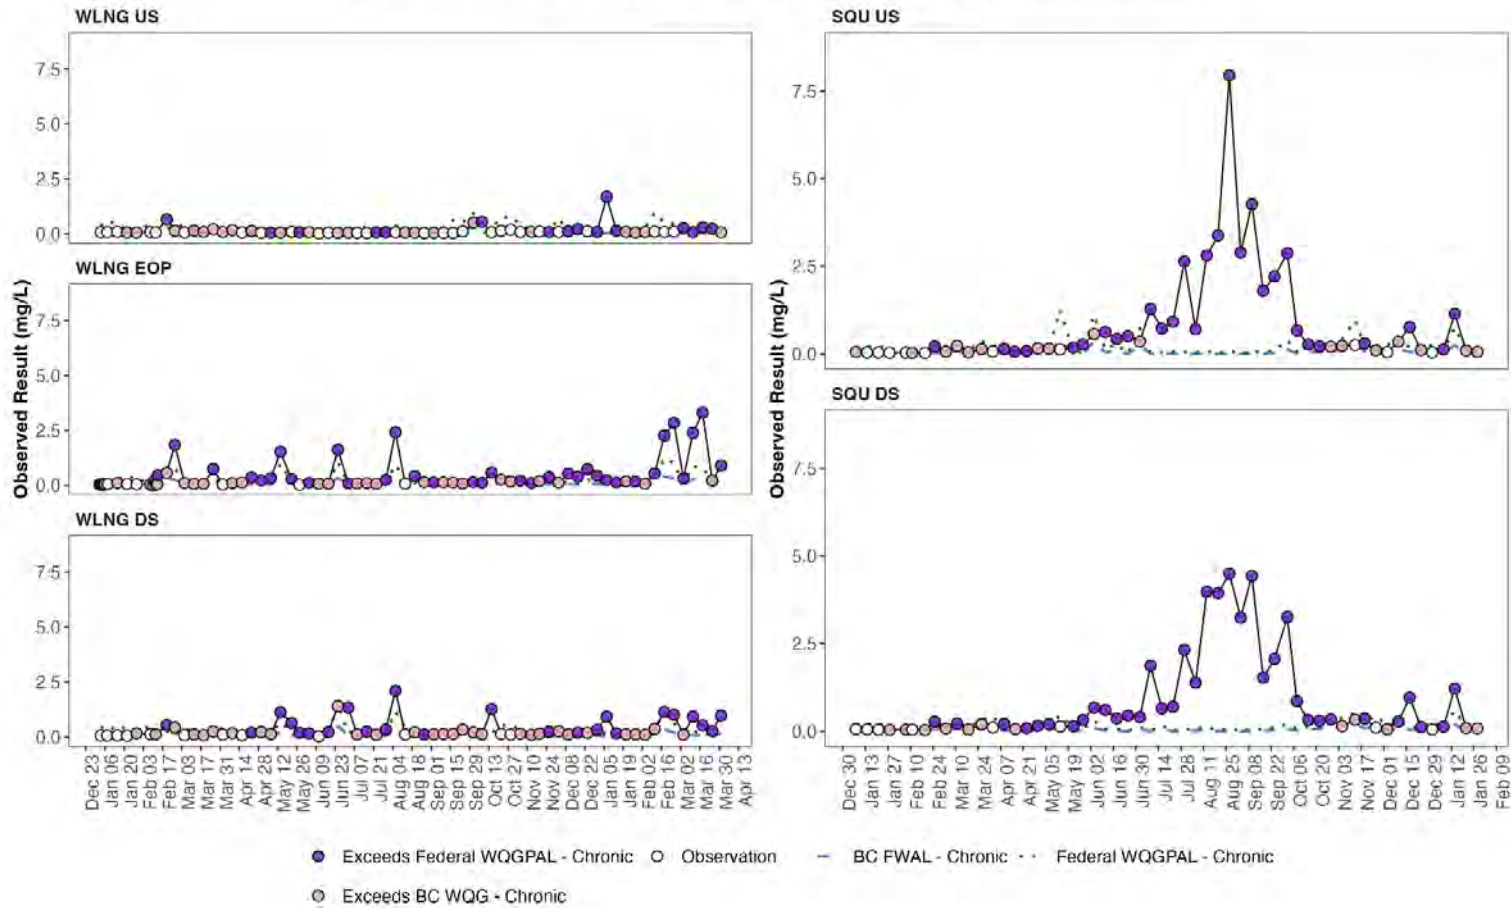 WLNG US
7.5
5.0
2.5
0.0
WLNG EOP
7.5
5.0
2.5
0.0
WLNG DS
7.5
5.0
2.5
0.0
Observed Result (mg/L)
Dec 23
Jan 06
Jan 20
Feb 03
Feb 17
Mar 03
Mar 17
Mar 31
Apr 14
Apr 28
May 12
May 26
Jun 09
Jun 23
Jul 07
Jul 21
Aug 04
Aug 18
Sep 01
Sep 15
Sep 29
Oct 13
Oct 27
Nov 10
Nov 24
Dec 08
Dec 22
Jan 05
Jan 19
Feb 02
Feb 16
Mar 02
Mar 16
Mar 30
Apr 13
SQU US
7.5
5.0
2.5
0.0
SQU DS
7.5
5.0
2.5
0.0
Observed Result (mg/L)
Dec 30
Jan 13
Jan 27
Feb 10
Feb 24
Mar 10
Mar 24
Apr 07
Apr 21
May 05
May 19
Jun 02
Jun 16
Jun 30
Jul 14
Jul 28
Aug 11
Aug 25
Sep 08
Sep 22
Oct 06
Oct 20
Nov 03
Nov 17
Dec 01
Dec 15
Dec 29
Jan 12
Jan 26
Feb 09
Exceeds Federal WQGPAL - Chronic
Observation
BC FWAL - Chronic
Federal WQGPAL - Chronic
Exceeds BC WQG - Chronic